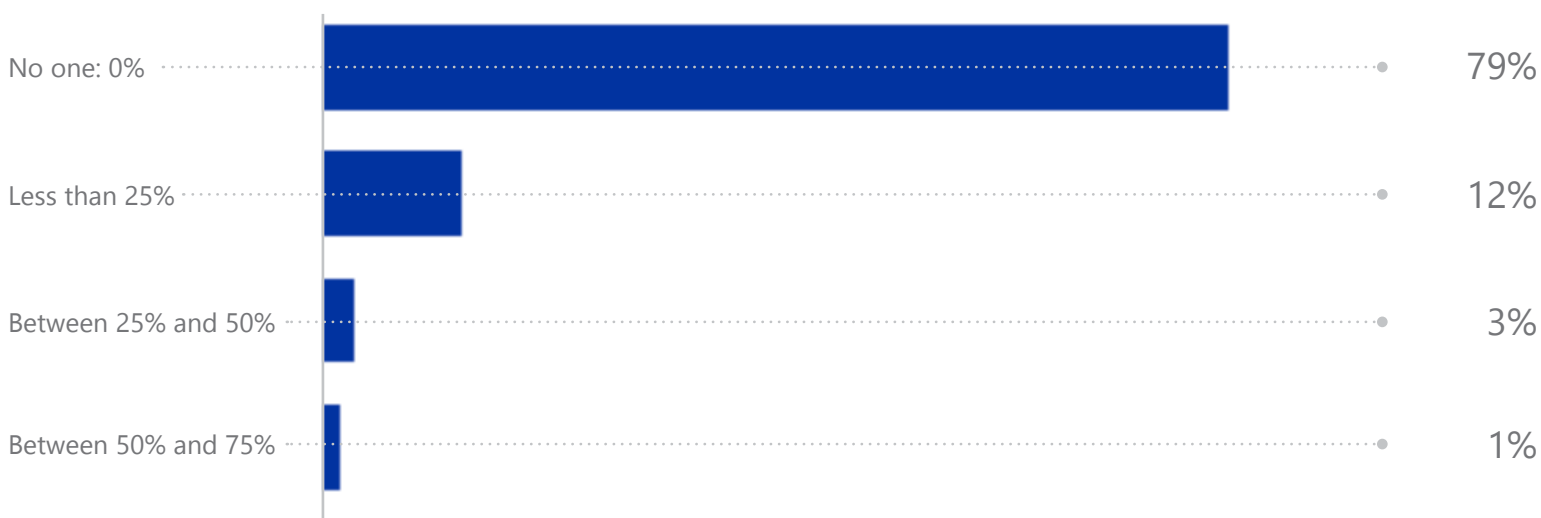 No one: 0% 79%
Less than 25% 12%
Between 25% and 50% 3%
Between 50% and 75% 1%